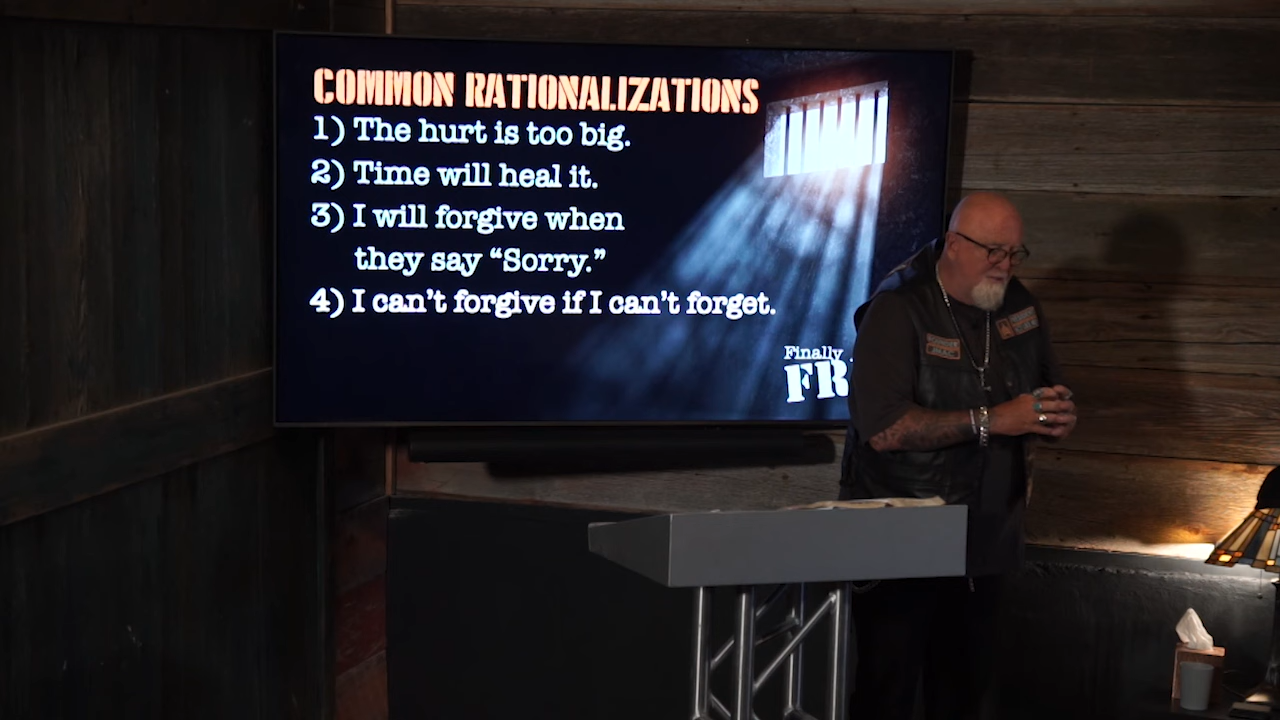 COMMON RATIONALIZATIONS
1) The hurt is too big.
2) Time will heal it.
3) I will forgive when
they say “Sorry.”
4) I can’t forgive if I can’t forget.
Finally
FR